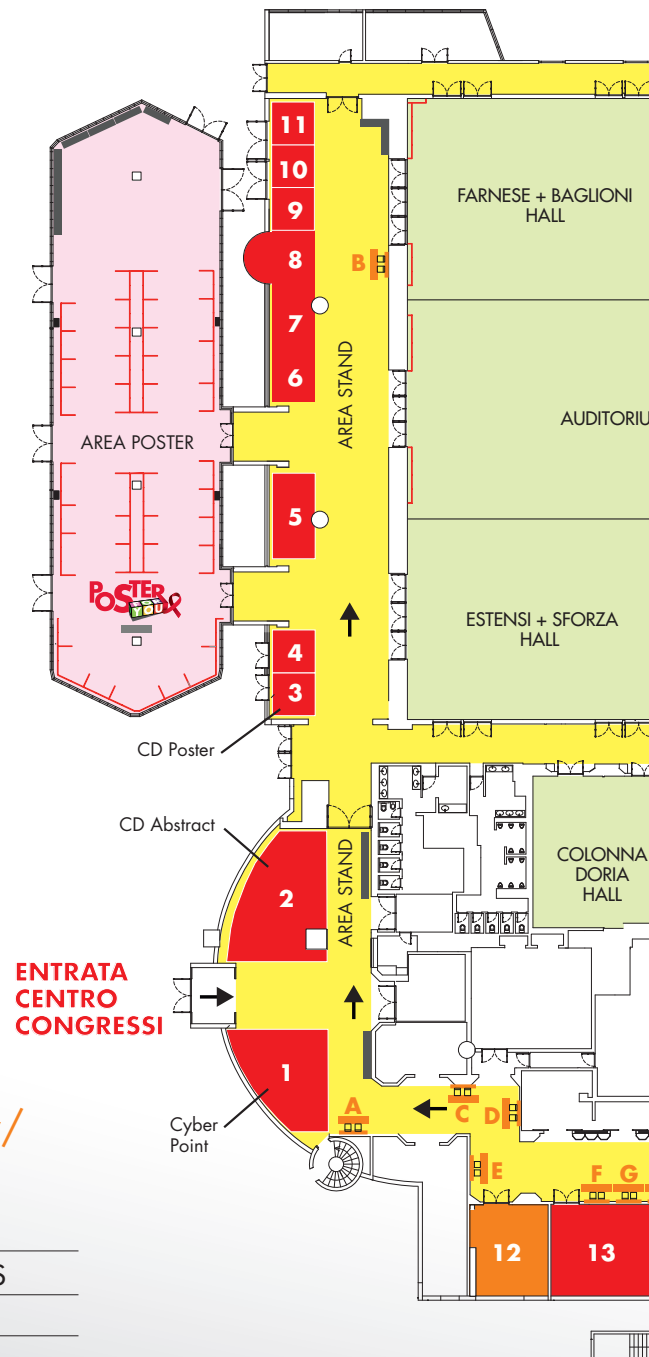 11
10
9
8
7
6
5
4
3
2
1
B
FARNESE + BAGLIONI
HALL
AREA STAND
AUDITORIU
AREA POSTER
POSTER
YOU
ESTENSI + SFORZA
HALL
CD Poster
CD Abstract
AREA STAND
COLONNA
DORIA
HALL
ENTRATA
CENTRO
CONGRESSI
Cyber
Point
A
C
D
E
F
G
12
13
/
S